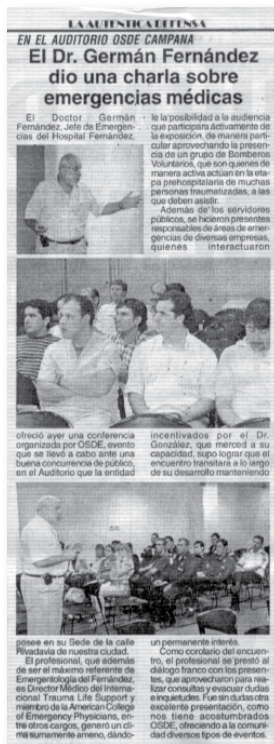 LA AUTENTICA DEFENSA
EN EL AUDITORIO OSDE CAMPANA
El Dr. Germán Fernández
dio una charla sobre
emergencias médicas
El Doctor Germán
Fernández, Jefe de Emergen-
cias del Hospital Fernández,
ofreció ayer una conferencia
organizada por OSDE, evento
que se llevó a cabo ante una
buena concurrencia de público,
en el Auditorio que la entidad
posee en su Sede de la calle
Rivadavia de nuestra ciudad.
El profesional, que además
de ser el máximo referente de
Emergentología del Fernández,
es Director Médico del Interna-
cional Trauma Life Support y
miembro de la American College
of Emergency Physicians, en-
tre otros cargos, generó un cli-
ma sumamente ameno, dándo-
le la posibilidad a la audiencia
que participara activamente de
la exposición, de manera parti-
cular aprovechando la presen-
cia de un grupo de Bomberos
Voluntarios, que son quienes de
manera activa actúan en la eta-
pa prehospitalaria de muchas
personas traumatizadas, a las
que deben asistir.
Además de los servidores
públicos, se hicieron presentes
responsables de áreas de emer-
gencias de diversas empresas,
quienes interactuaron
incentivados por el Dr.
González, que merced a su
capacidad, supo lograr que el
encuentro transitara a lo largo
de su desarrollo manteniendo
un permanente interés.
Como corolario del encuen-
tro, el profesional se prestó al
diálogo franco con los presen-
tes, que aprovecharon para rea-
lizar consultas y evacuar dudas
e inquietudes. Fue sin dudas otra
excelente presentación, como
nos tiene acostumbrados
OSDE, ofreciendo a la comuni-
dad diversos tipos de eventos.